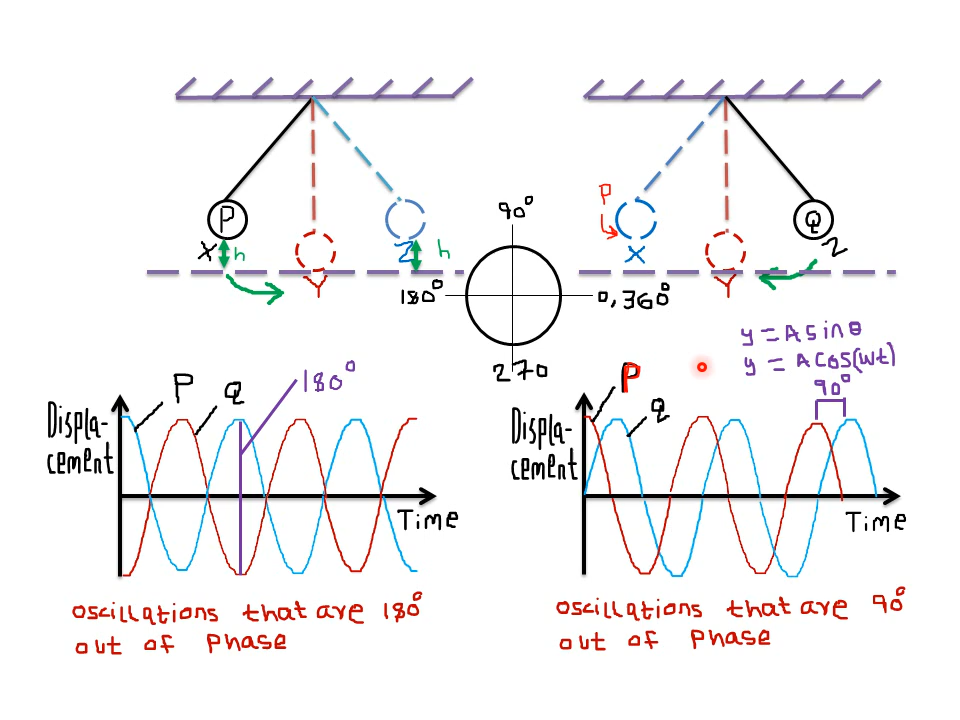 P
X
h
Y
Z
h
P
X
Y
Q
Z
90°
180°
0, 360°
270
y = A sin θ
y = A cos(wt)
90°
P
Q
180°
Displa-
cement
Time
oscillations that are 180°
out of phase
P
Q
Displa-
cement
Time
oscillations that are 90°
out of phase